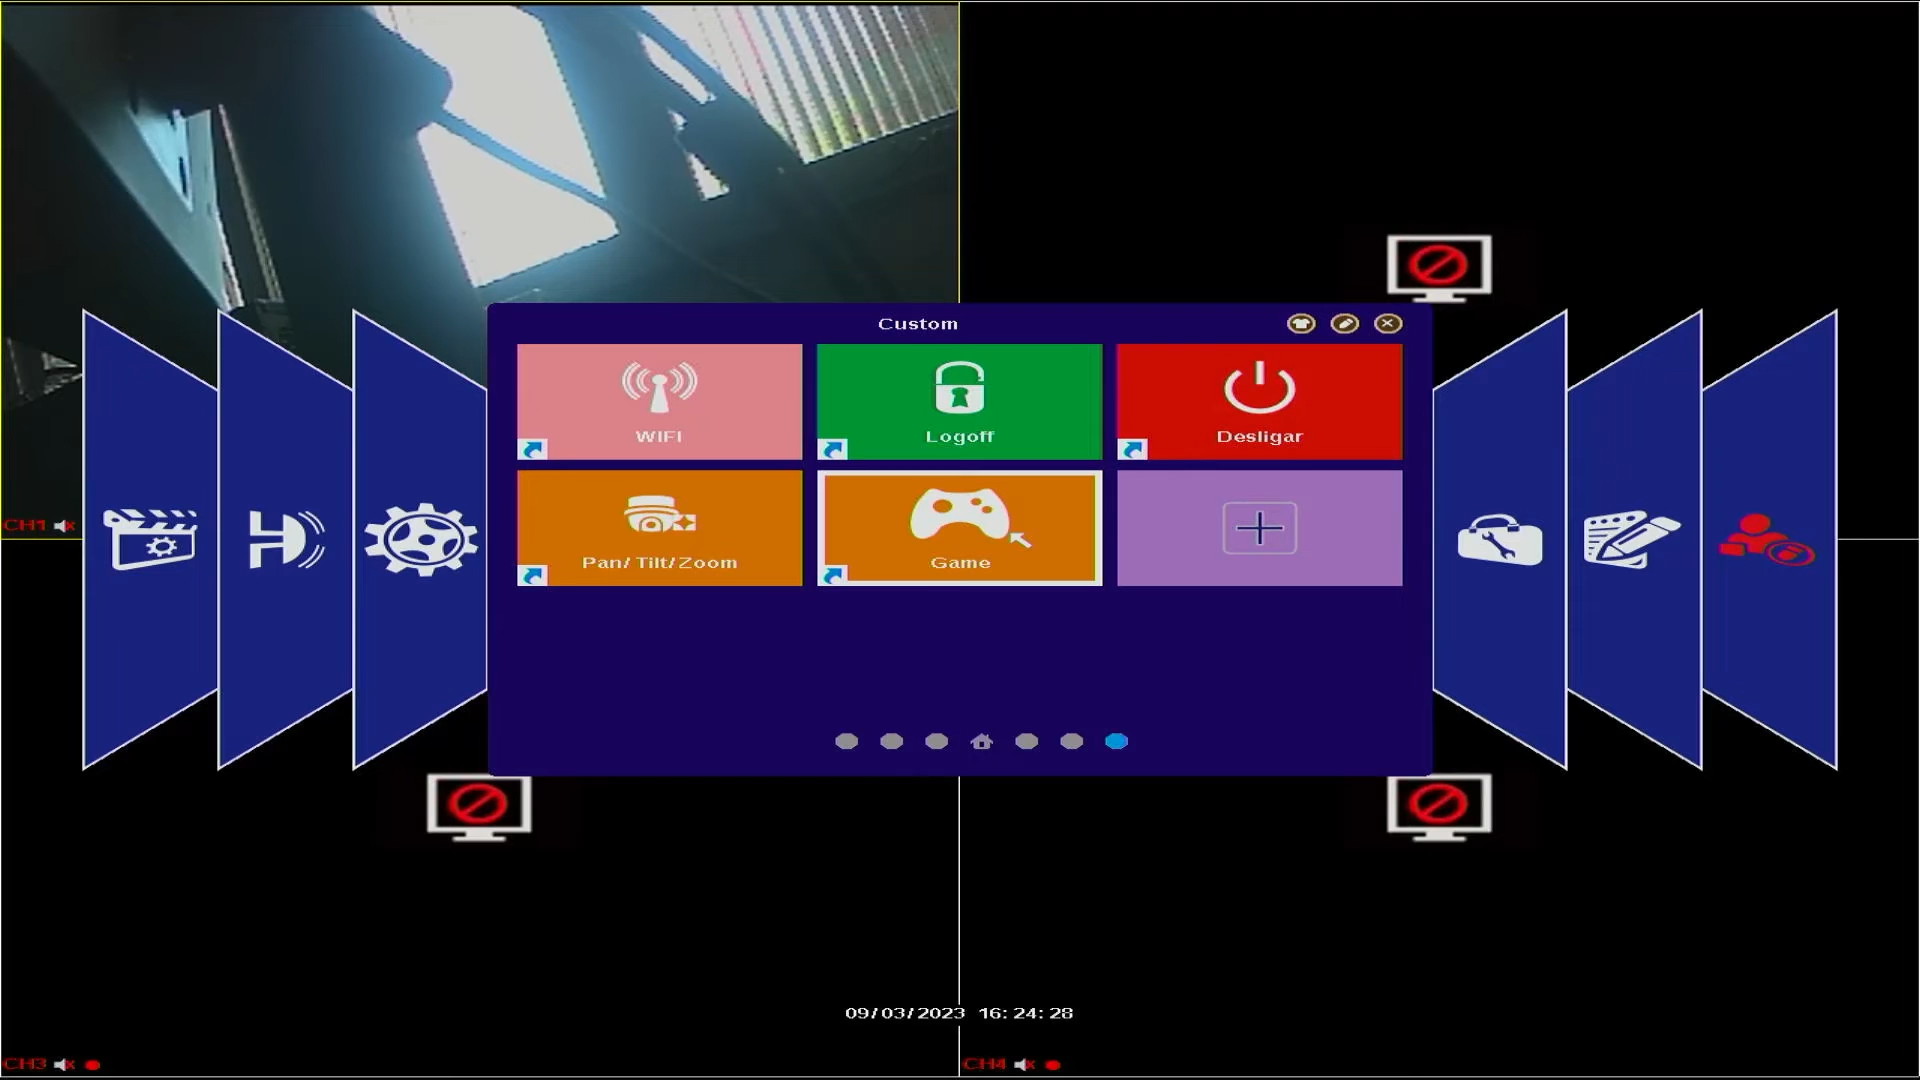 Custom
WIFI
Logoff
Desligar
Pan/Tilt/Zoom
Game
CH1
09/03/2023 16:24:28
CH3
CH4